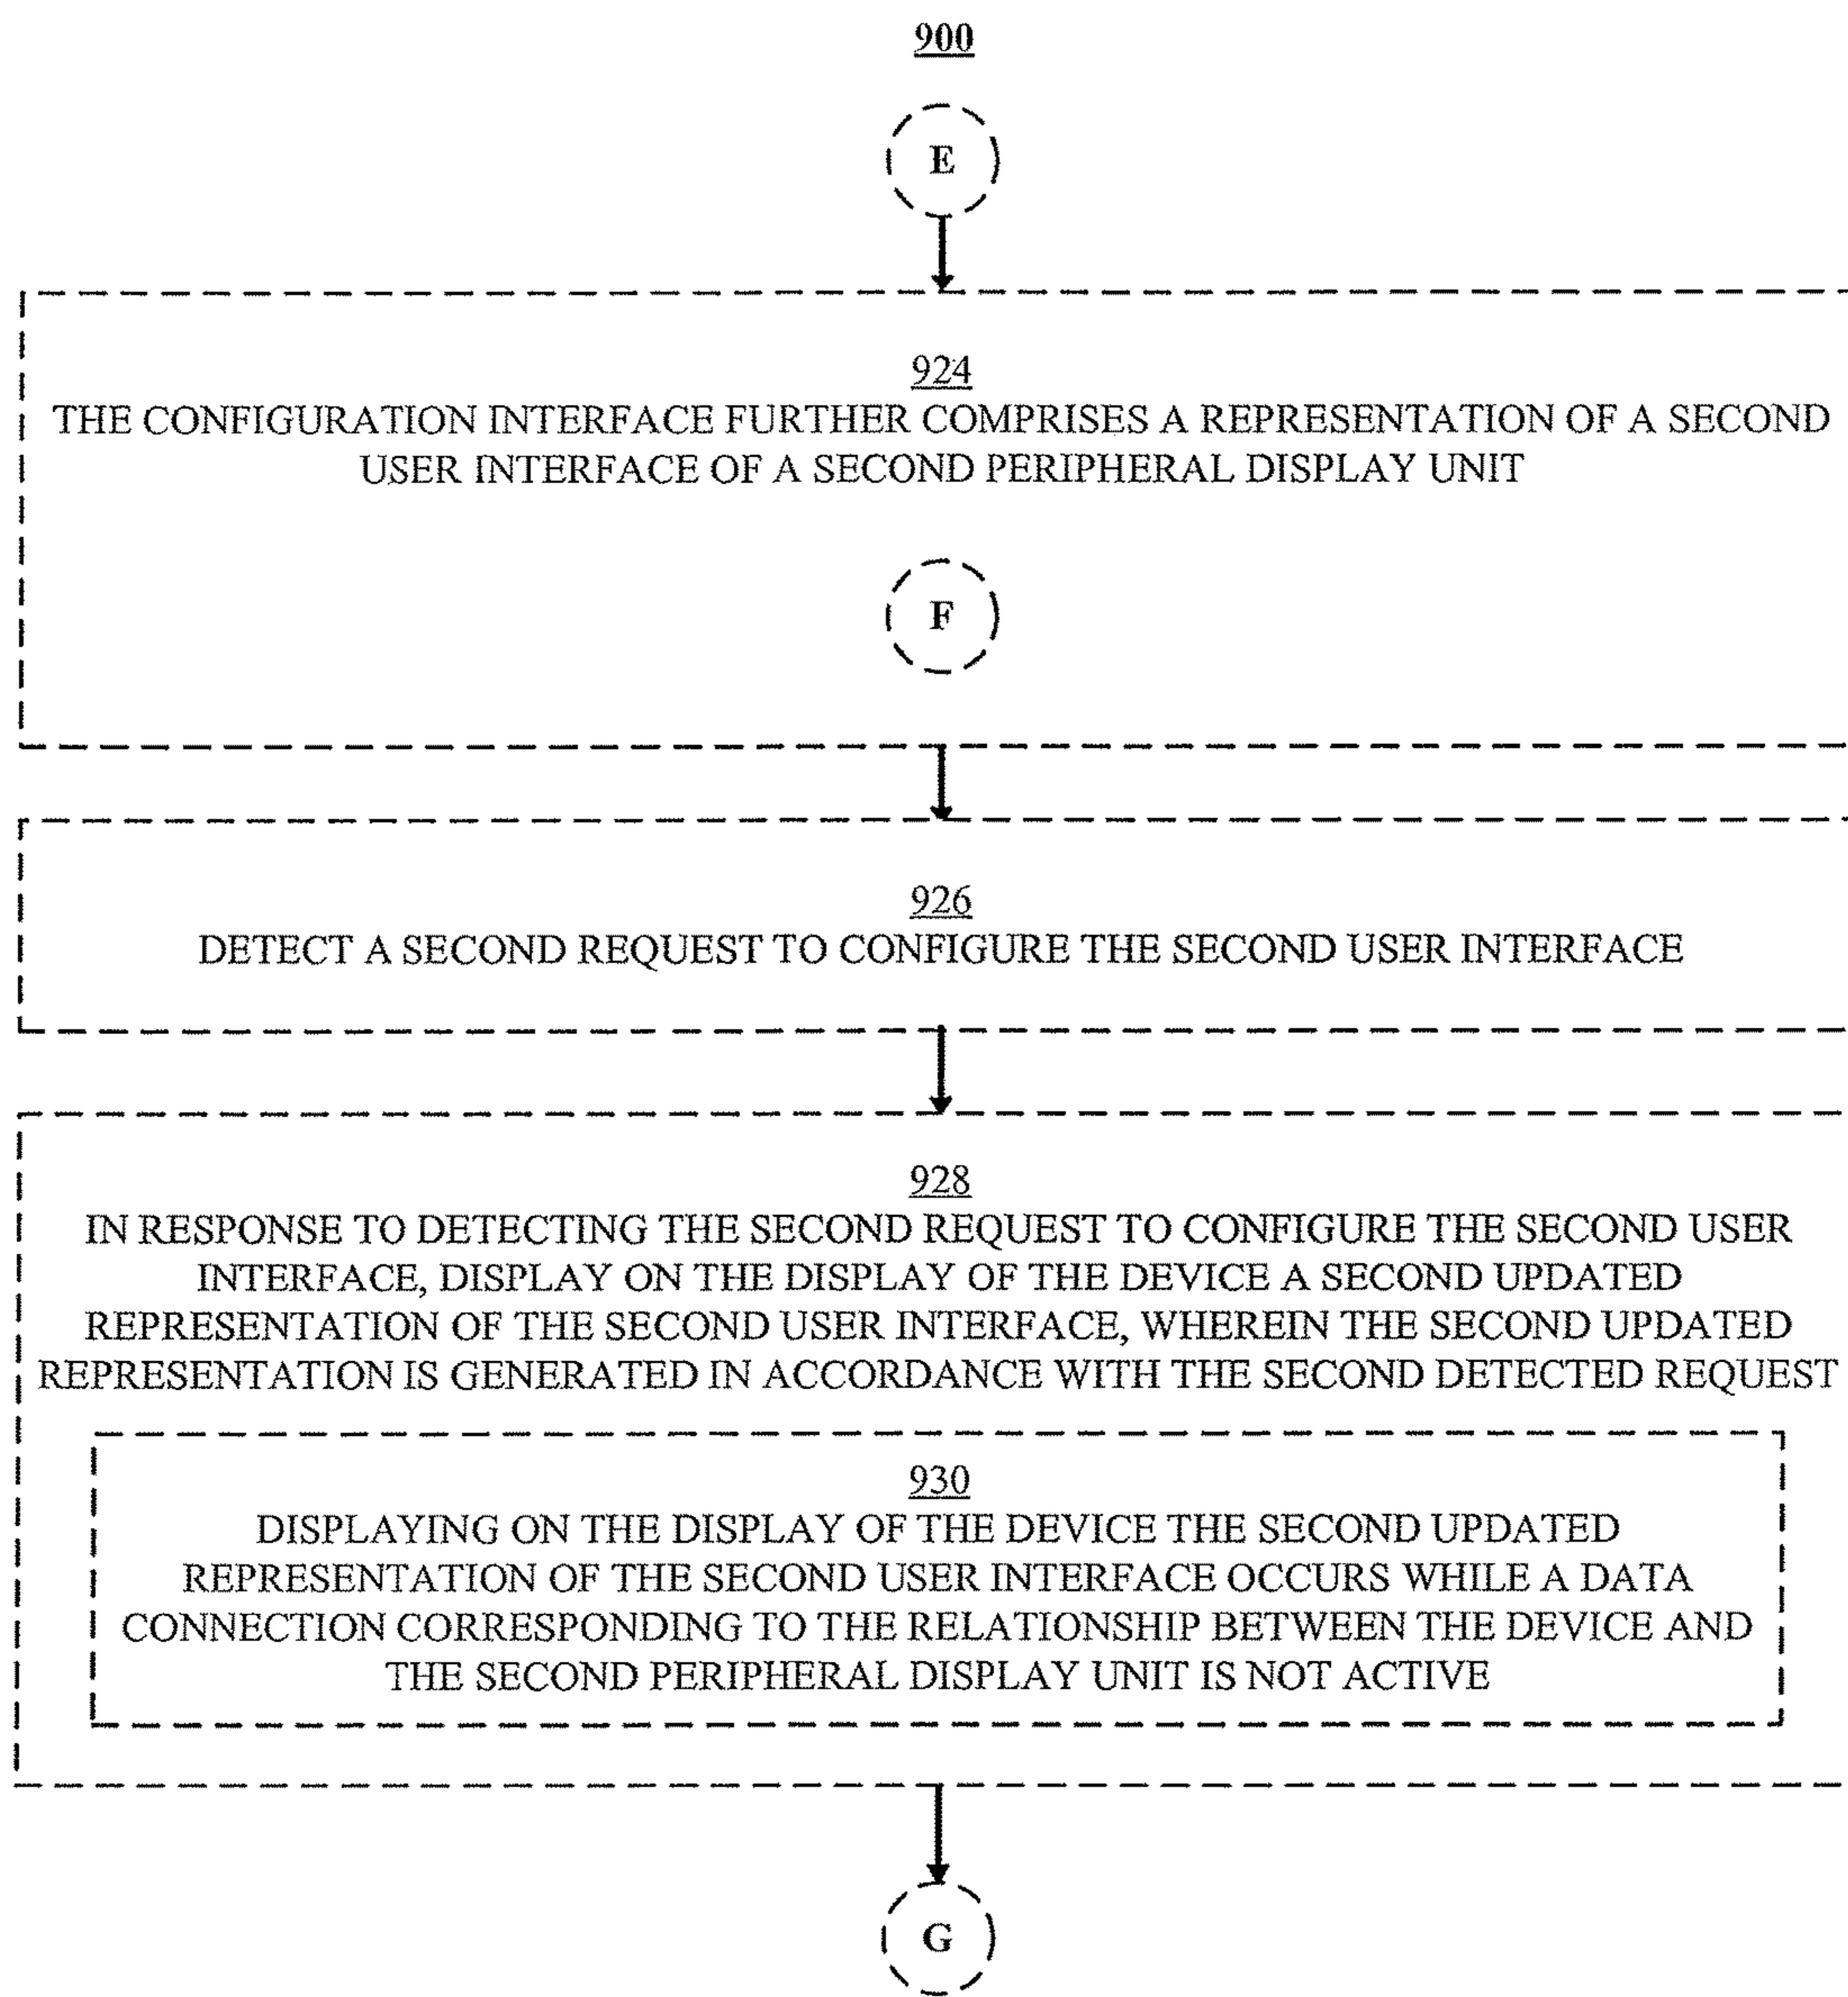 900
E
924
THE CONFIGURATION INTERFACE FURTHER COMPRISES A REPRESENTATION OF A SECOND
USER INTERFACE OF A SECOND PERIPHERAL DISPLAY UNIT
F
926
DETECT A SECOND REQUEST TO CONFIGURE THE SECOND USER INTERFACE
928
IN RESPONSE TO DETECTING THE SECOND REQUEST TO CONFIGURE THE SECOND USER
INTERFACE, DISPLAY ON THE DISPLAY OF THE DEVICE A SECOND UPDATED
REPRESENTATION OF THE SECOND USER INTERFACE, WHEREIN THE SECOND UPDATED
REPRESENTATION IS GENERATED IN ACCORDANCE WITH THE SECOND DETECTED REQUEST
930
DISPLAYING ON THE DISPLAY OF THE DEVICE THE SECOND UPDATED
REPRESENTATION OF THE SECOND USER INTERFACE OCCURS WHILE A DATA
CONNECTION CORRESPONDING TO THE RELATIONSHIP BETWEEN THE DEVICE AND
THE SECOND PERIPHERAL DISPLAY UNIT IS NOT ACTIVE
G